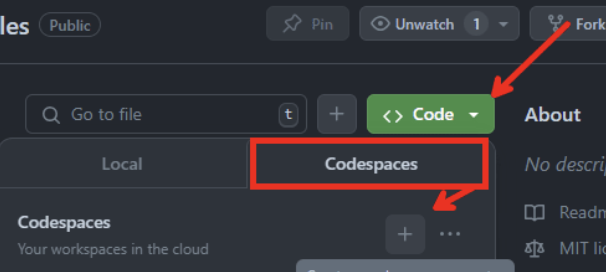 les Public
Pin
Unwatch 1
Fork
Go to file t
Code
About
Local
Codespaces
No descri
Codespaces
Your workspaces in the cloud
Readm
MIT lic